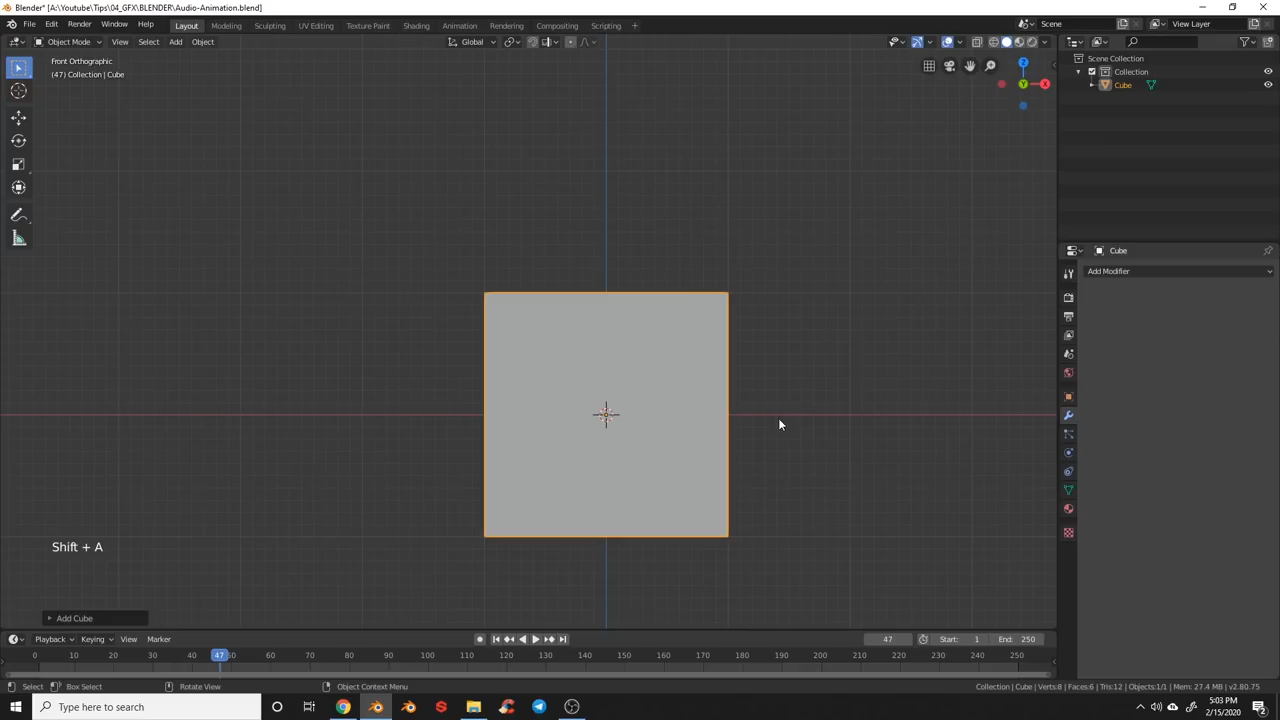 Blender* [A:\Youtube\Tips\04_GFX\BLENDER\Audio-Animation.blend]
File Edit Render Window Help Layout Modeling Sculpting UV Editing Texture Paint Shading Animation Rendering Compositing Scripting + Scene View Layer
Object Mode View Select Add Object Global
Front Orthographic
(47) Collection | Cube
Z
Y
X
Scene Collection
Collection
Cube
Cube
Add Modifier
Shift + A
Add Cube
Playback Keying View Marker 47 Start: 1 End: 250
0 10 20 30 40 47 50 60 70 80 90 100 110 120 130 140 150 160 170 180 190 200 210 220 230 240 250
Select Box Select Rotate View Object Context Menu Collection | Cube | Verts:8 | Faces:6 | Tris:12 | Objects:1/1 | Mem: 27.4 MB | v2.80.75
Type here to search
5:03 PM
2/15/2020
2